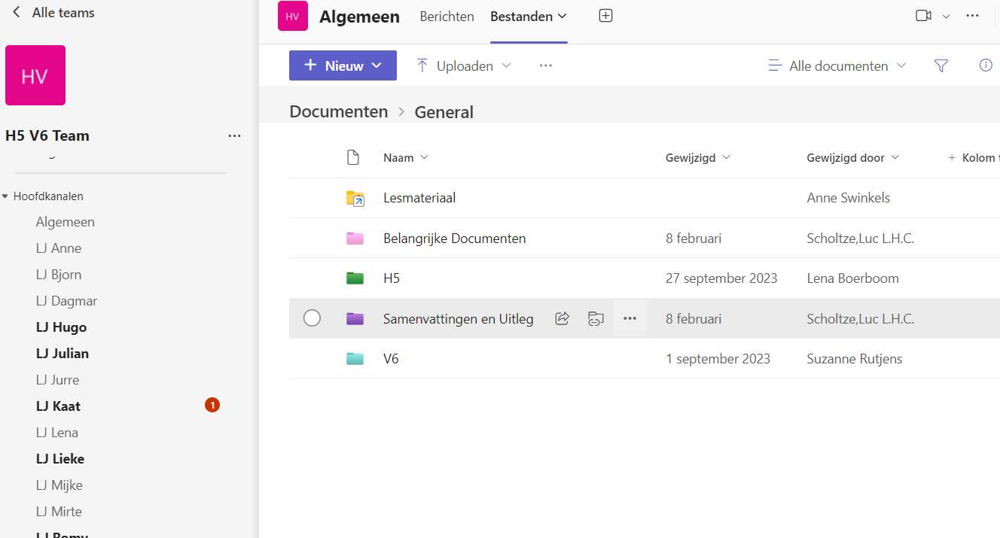 Alle teams
HV
H5 V6 Team
Hoofdkanalen
Algemeen
LJ Anne
LJ Bjorn
LJ Dagmar
LJ Hugo
LJ Julian
LJ Jurre
LJ Kaat 1
LJ Lena
LJ Lieke
LJ Mijke
LJ Mirte
LJ Romy
HV Algemeen Berichten Bestanden
Nieuw Uploaden Alle documenten
Documenten > General
Naam Gewijzigd Gewijzigd door + Kolom
Lesmateriaal Anne Swinkels
Belangrijke Documenten 8 februari Scholtze,Luc L.H.C.
H5 27 september 2023 Lena Boerboom
Samenvattingen en Uitleg 8 februari Scholtze,Luc L.H.C.
V6 1 september 2023 Suzanne Rutjens